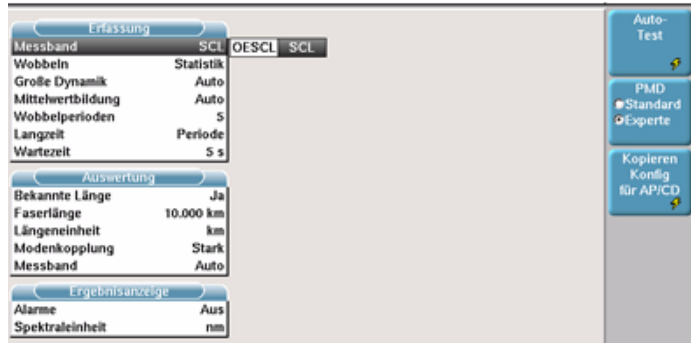 Erfassung
Messband SCL OESCL SCL
Wobbeln Statistik
Große Dynamik Auto
Mittelwertbildung Auto
Wobbelperioden 5
Langzeit Periode
Wartezeit 5 s
Auswertung
Bekannte Länge Ja
Faserlänge 10.000 km
Längeneinheit km
Modenkopplung Stark
Messband Auto
Ergebnisanzeige
Alarme Aus
Spektraleinheit nm
Auto-
Test
PMD
Standard
Experte
Kopieren
Konfig
für AP/CD